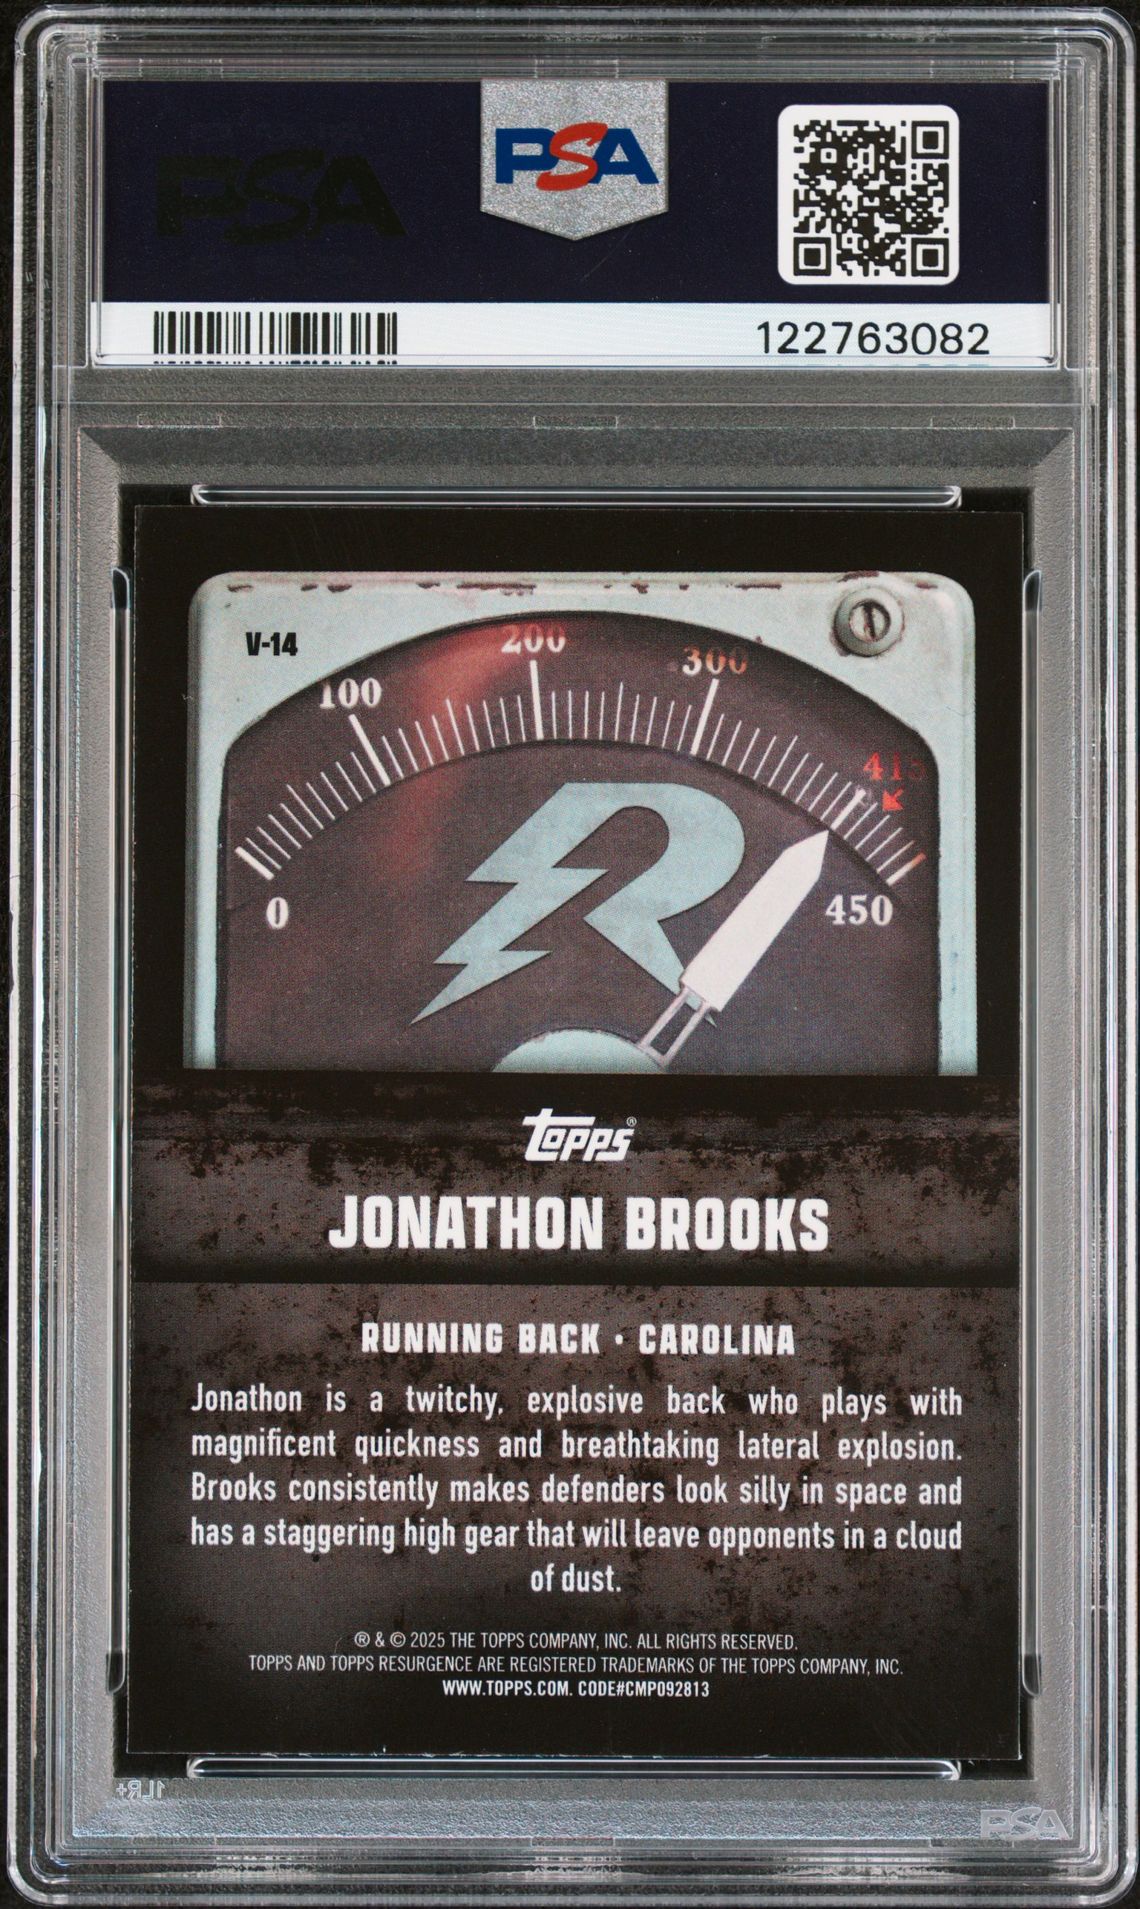 PSA
PSA
122763082
V-14
0
100
200
300
415
450
R
topps®
JONATHON BROOKS
RUNNING BACK • CAROLINA
Jonathon is a twitchy, explosive back who plays with
magnificent quickness and breathtaking lateral explosion.
Brooks consistently makes defenders look silly in space and
has a staggering high gear that will leave opponents in a cloud
of dust.
® & © 2025 THE TOPPS COMPANY, INC. ALL RIGHTS RESERVED.
TOPPS AND TOPPS RESURGENCE ARE REGISTERED TRADEMARKS OF THE TOPPS COMPANY, INC.
WWW.TOPPS.COM. CODE#CMP092813
1LR+
PSA